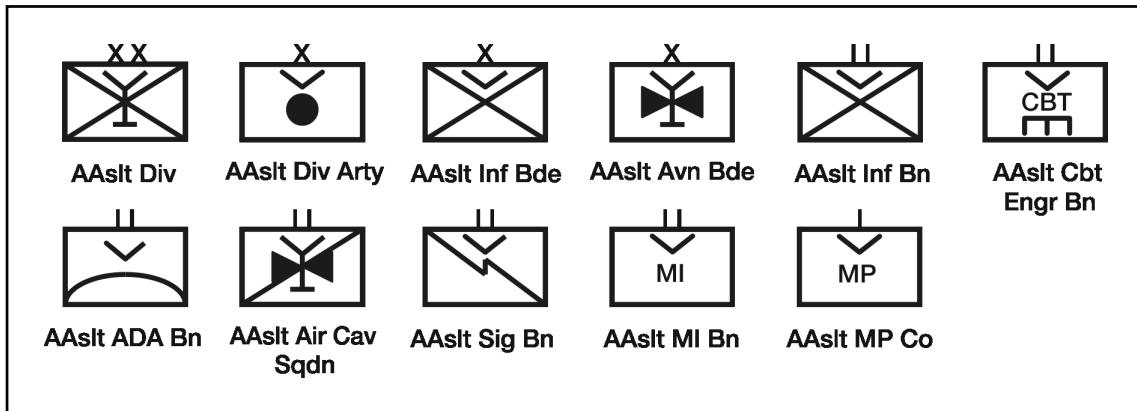 XX X X X II II
CBT
AAslt Div AAslt Div Arty AAslt Inf Bde AAslt Avn Bde AAslt Inf Bn AAslt Cbt
Engr Bn
II II II II I
MI MP
AAslt ADA Bn AAslt Air Cav AAslt Sig Bn AAslt MI Bn AAslt MP Co
Sqdn